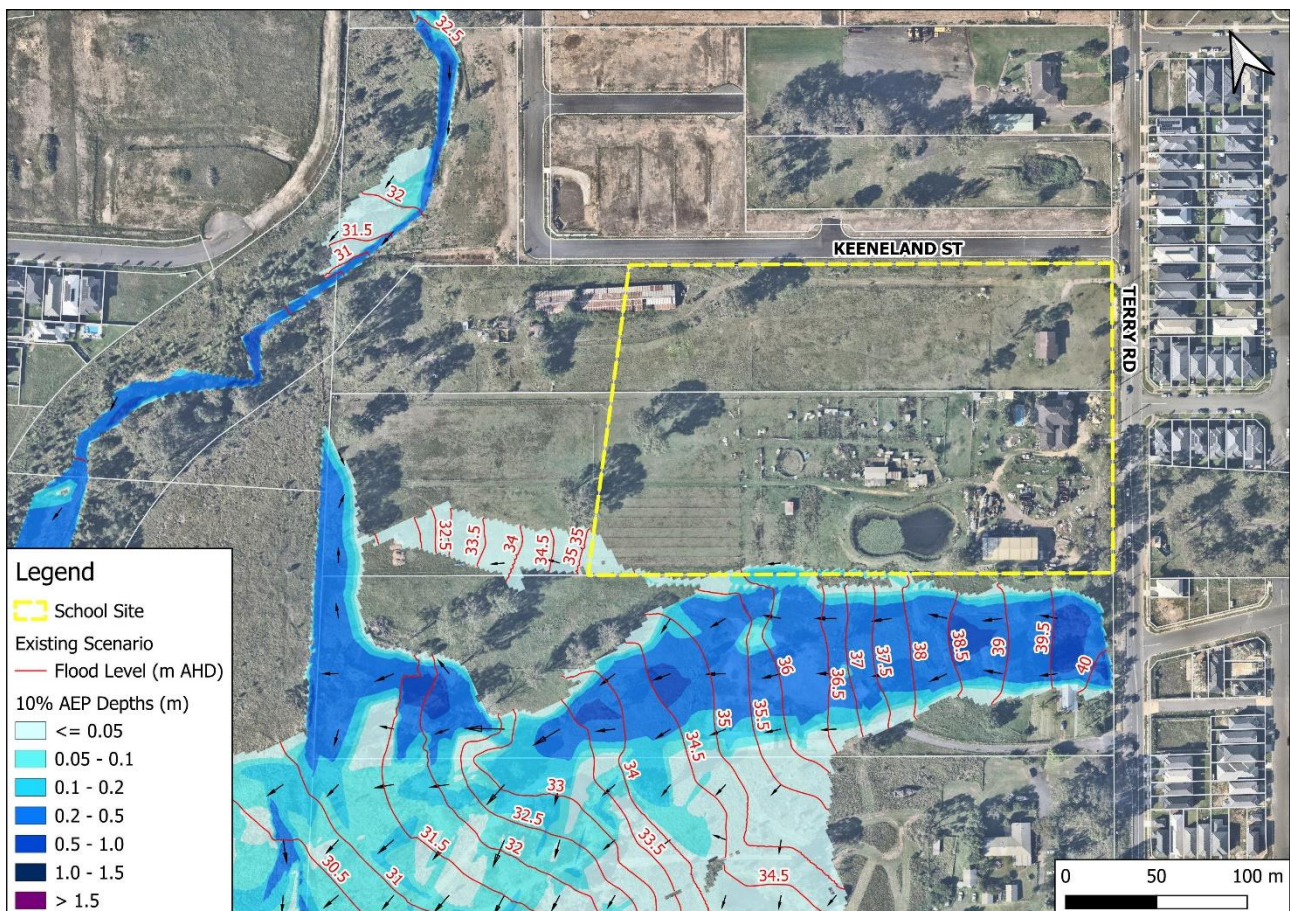 32.5
32
31.5
31
KEENELAND ST
TERRY RD
32.5
33.5
34
34.5
35
35
36
36.5
37
37.5
38
38.5
39
39.5
40
35.5
35
34.5
34
33
32.5
33.5
32
31.5
31
30.5
34.5
Legend
School Site
Existing Scenario
Flood Level (m AHD)
10% AEP Depths (m)
<= 0.05
0.05 - 0.1
0.1 - 0.2
0.2 - 0.5
0.5 - 1.0
1.0 - 1.5
> 1.5
0 50 100 m